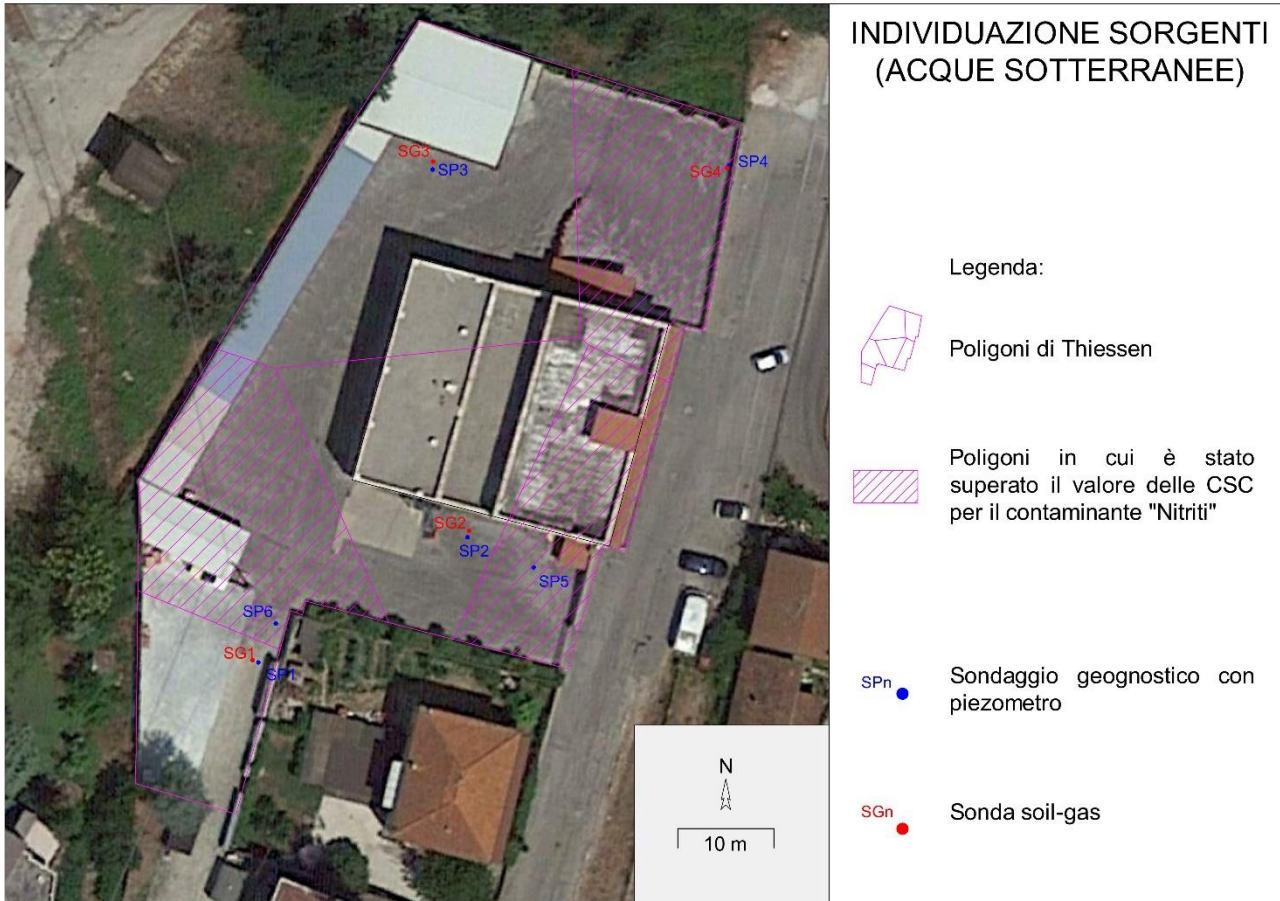 INDIVIDUAZIONE SORGENTI
(ACQUE SOTTERRANEE)
Legenda:
Poligoni di Thiessen
Poligoni in cui è stato
superato il valore delle CSC
per il contaminante "Nitriti"
SPn
Sondaggio geognostico con
piezometro
SGn
Sonda soil-gas
SG3
SP3
SP4
SG4
SG2
SP2
SP5
SP6
SG1
SP1
N
10 m